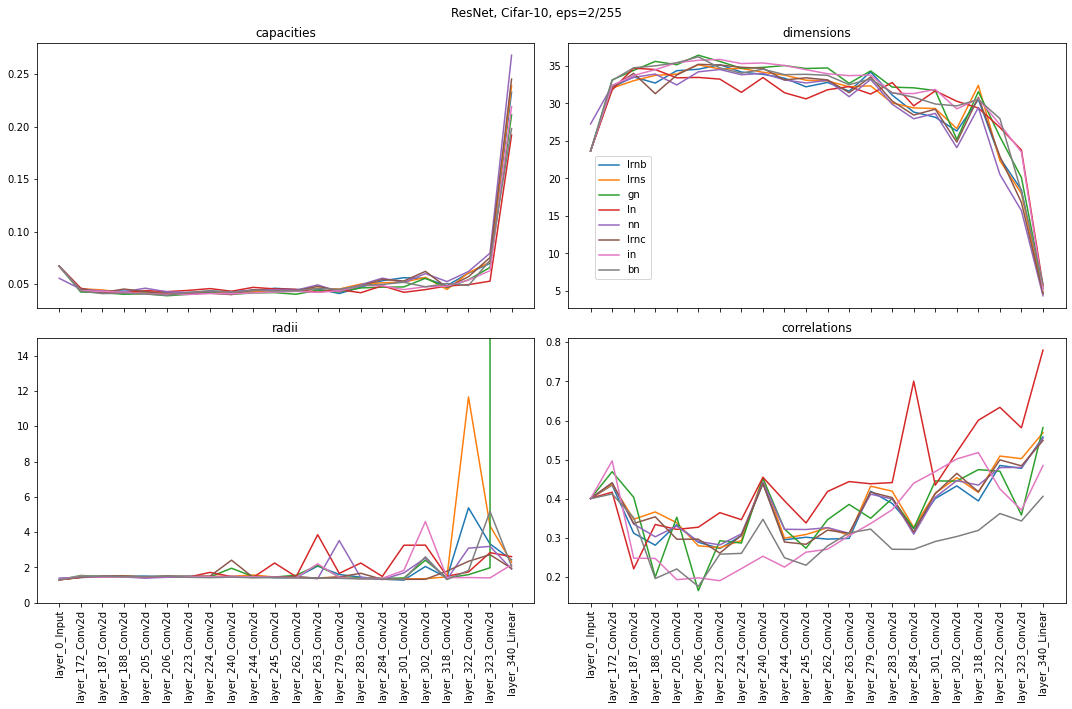 ResNet, Cifar-10, eps=2/255
capacities
0.25
0.20
0.15
0.10
0.05
dimensions
35
30
25
20
15
10
5
lrnb
lrns
gn
ln
nn
lrnc
in
bn
radii
14
12
10
8
6
4
2
0
layer_0_Input
layer_172_Conv2d
layer_187_Conv2d
layer_188_Conv2d
layer_205_Conv2d
layer_206_Conv2d
layer_223_Conv2d
layer_224_Conv2d
layer_240_Conv2d
layer_244_Conv2d
layer_245_Conv2d
layer_262_Conv2d
layer_263_Conv2d
layer_279_Conv2d
layer_283_Conv2d
layer_284_Conv2d
layer_301_Conv2d
layer_302_Conv2d
layer_318_Conv2d
layer_322_Conv2d
layer_323_Conv2d
layer_340_Linear
correlations
0.8
0.7
0.6
0.5
0.4
0.3
0.2
layer_0_Input
layer_172_Conv2d
layer_187_Conv2d
layer_188_Conv2d
layer_205_Conv2d
layer_206_Conv2d
layer_223_Conv2d
layer_224_Conv2d
layer_240_Conv2d
layer_244_Conv2d
layer_245_Conv2d
layer_262_Conv2d
layer_263_Conv2d
layer_279_Conv2d
layer_283_Conv2d
layer_284_Conv2d
layer_301_Conv2d
layer_302_Conv2d
layer_318_Conv2d
layer_322_Conv2d
layer_323_Conv2d
layer_340_Linear